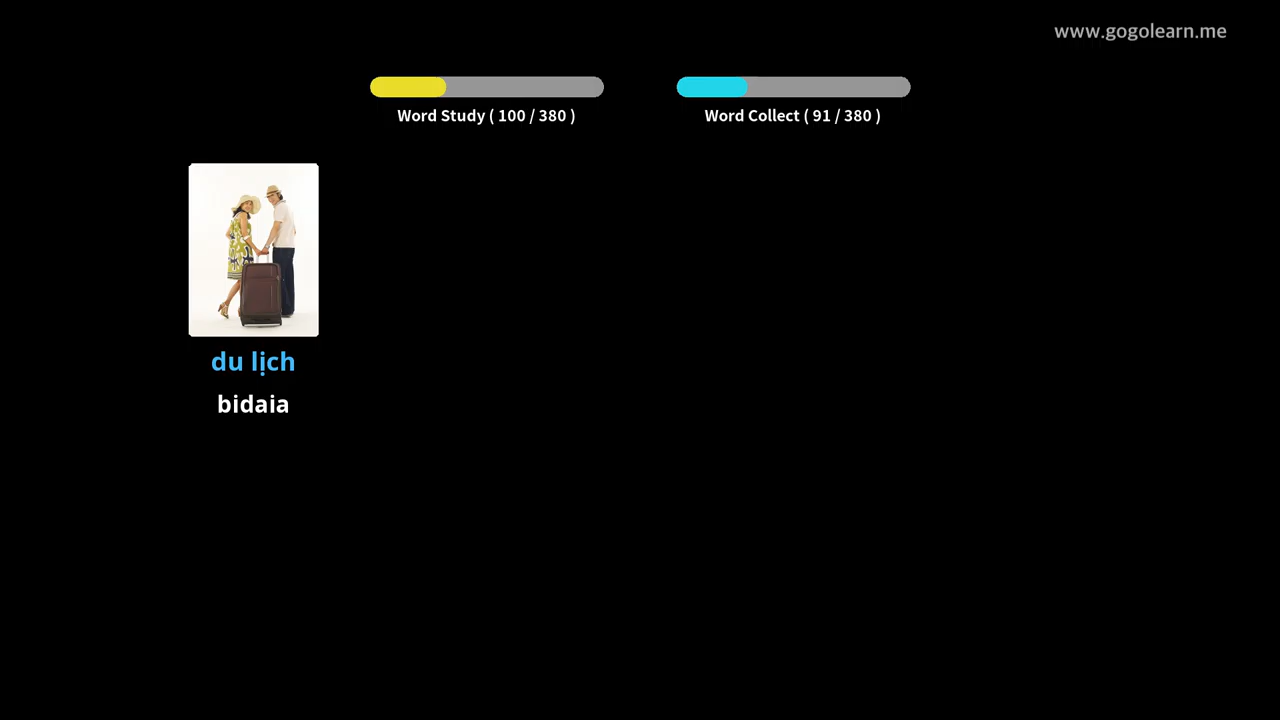 www.gogolearn.me
Word Study ( 100 / 380 )
Word Collect ( 91 / 380 )
du lịch
bidaia